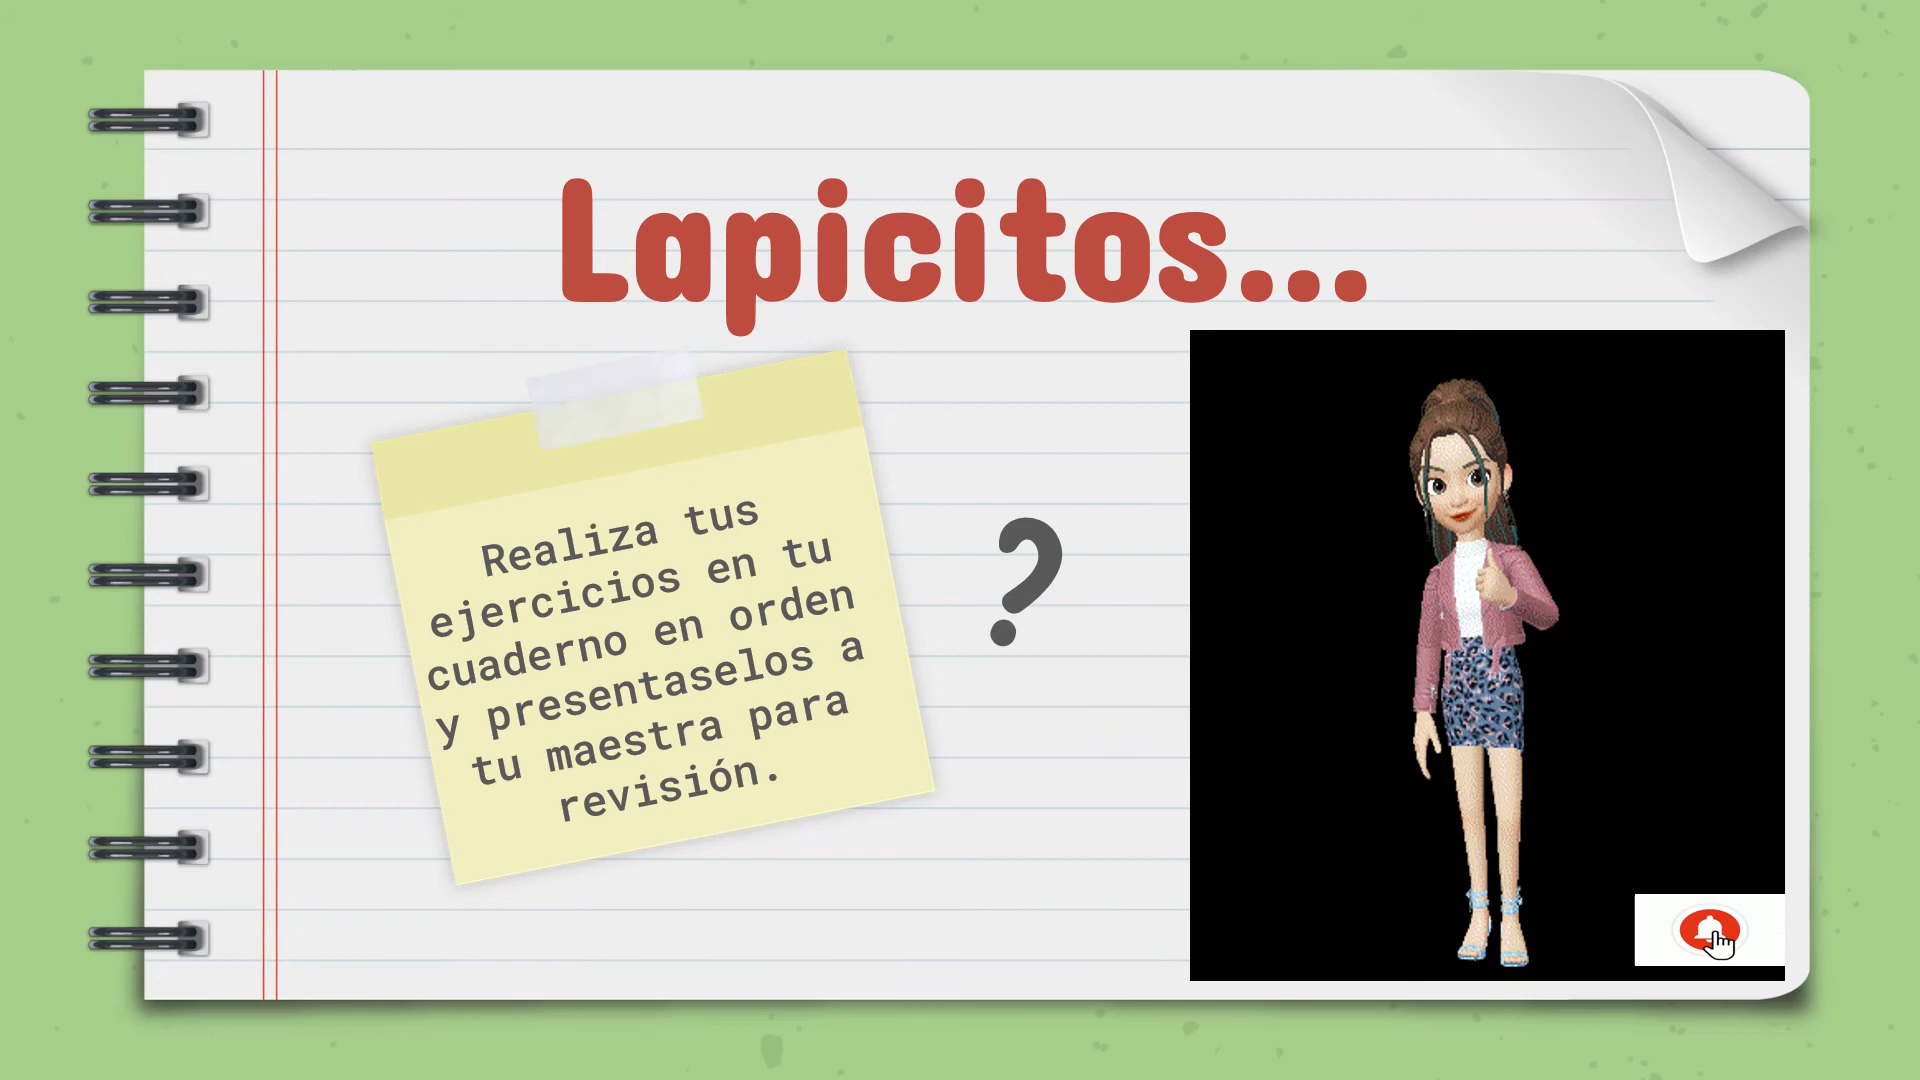 Lapicitos...
Realiza tus
ejercicios en tu
cuaderno en orden
y presentaselos a
tu maestra para
revisión.
?